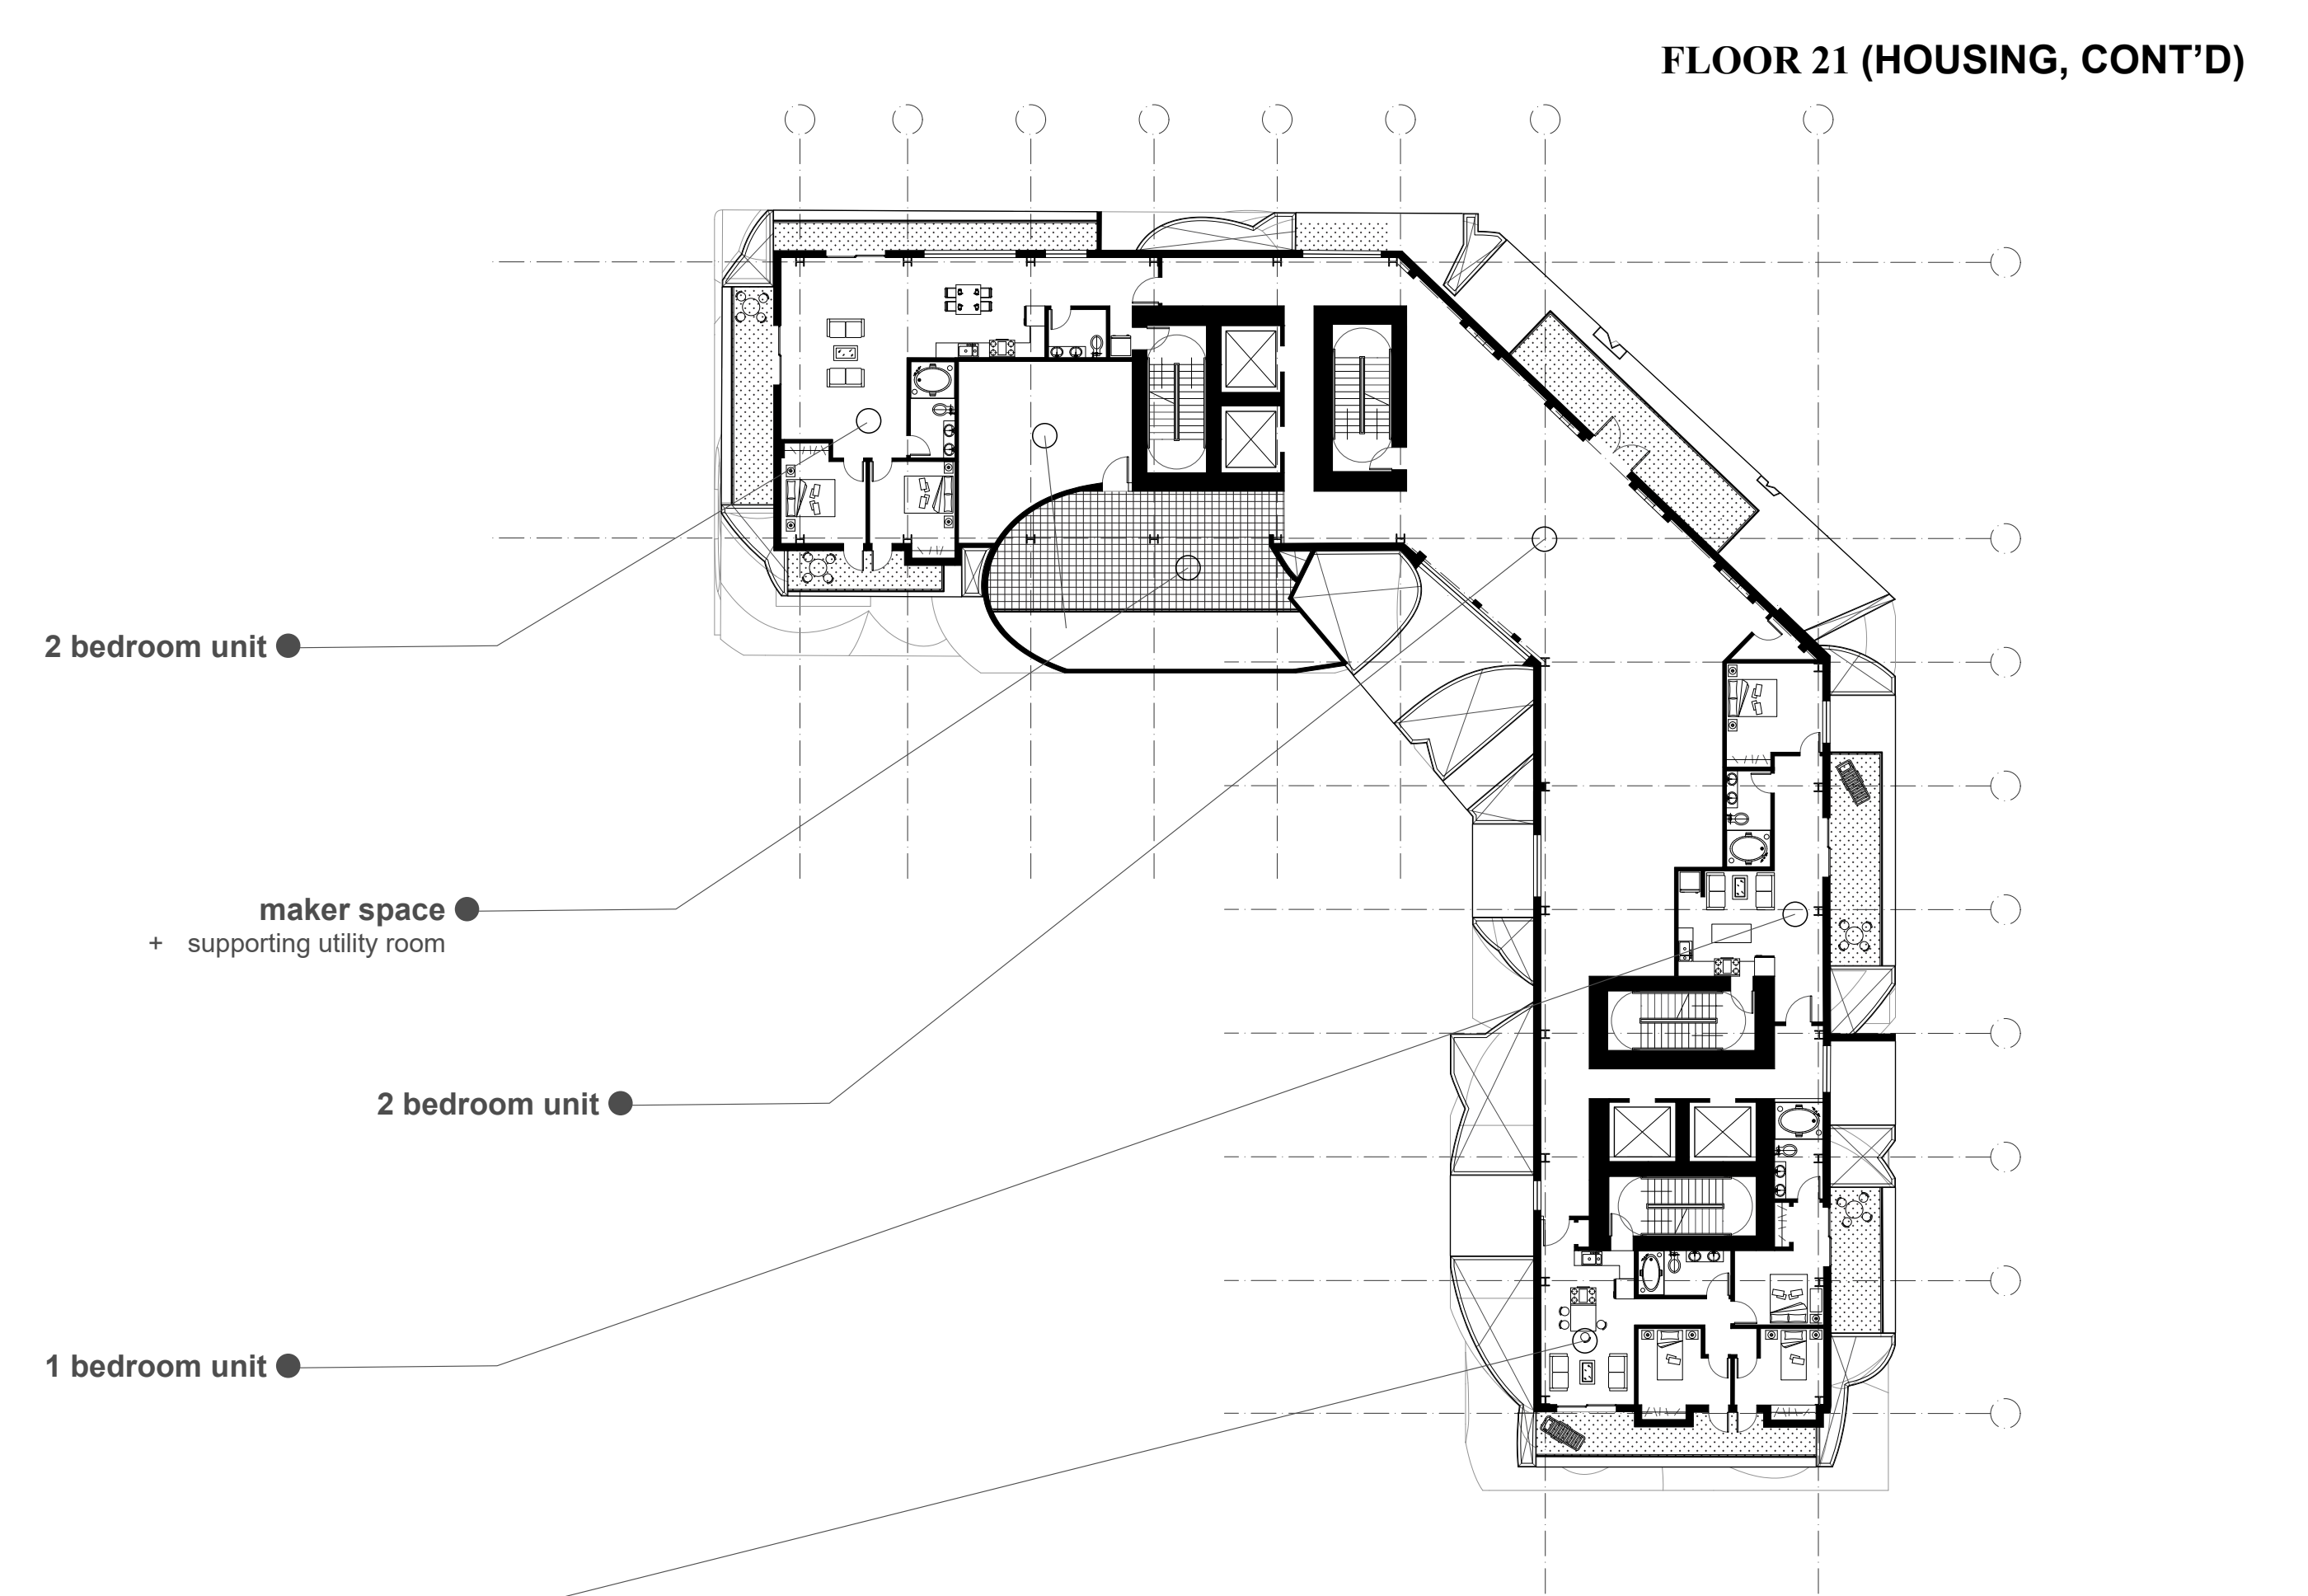 FLOOR 21 (HOUSING, CONT’D)
2 bedroom unit
maker space
+ supporting utility room
2 bedroom unit
1 bedroom unit